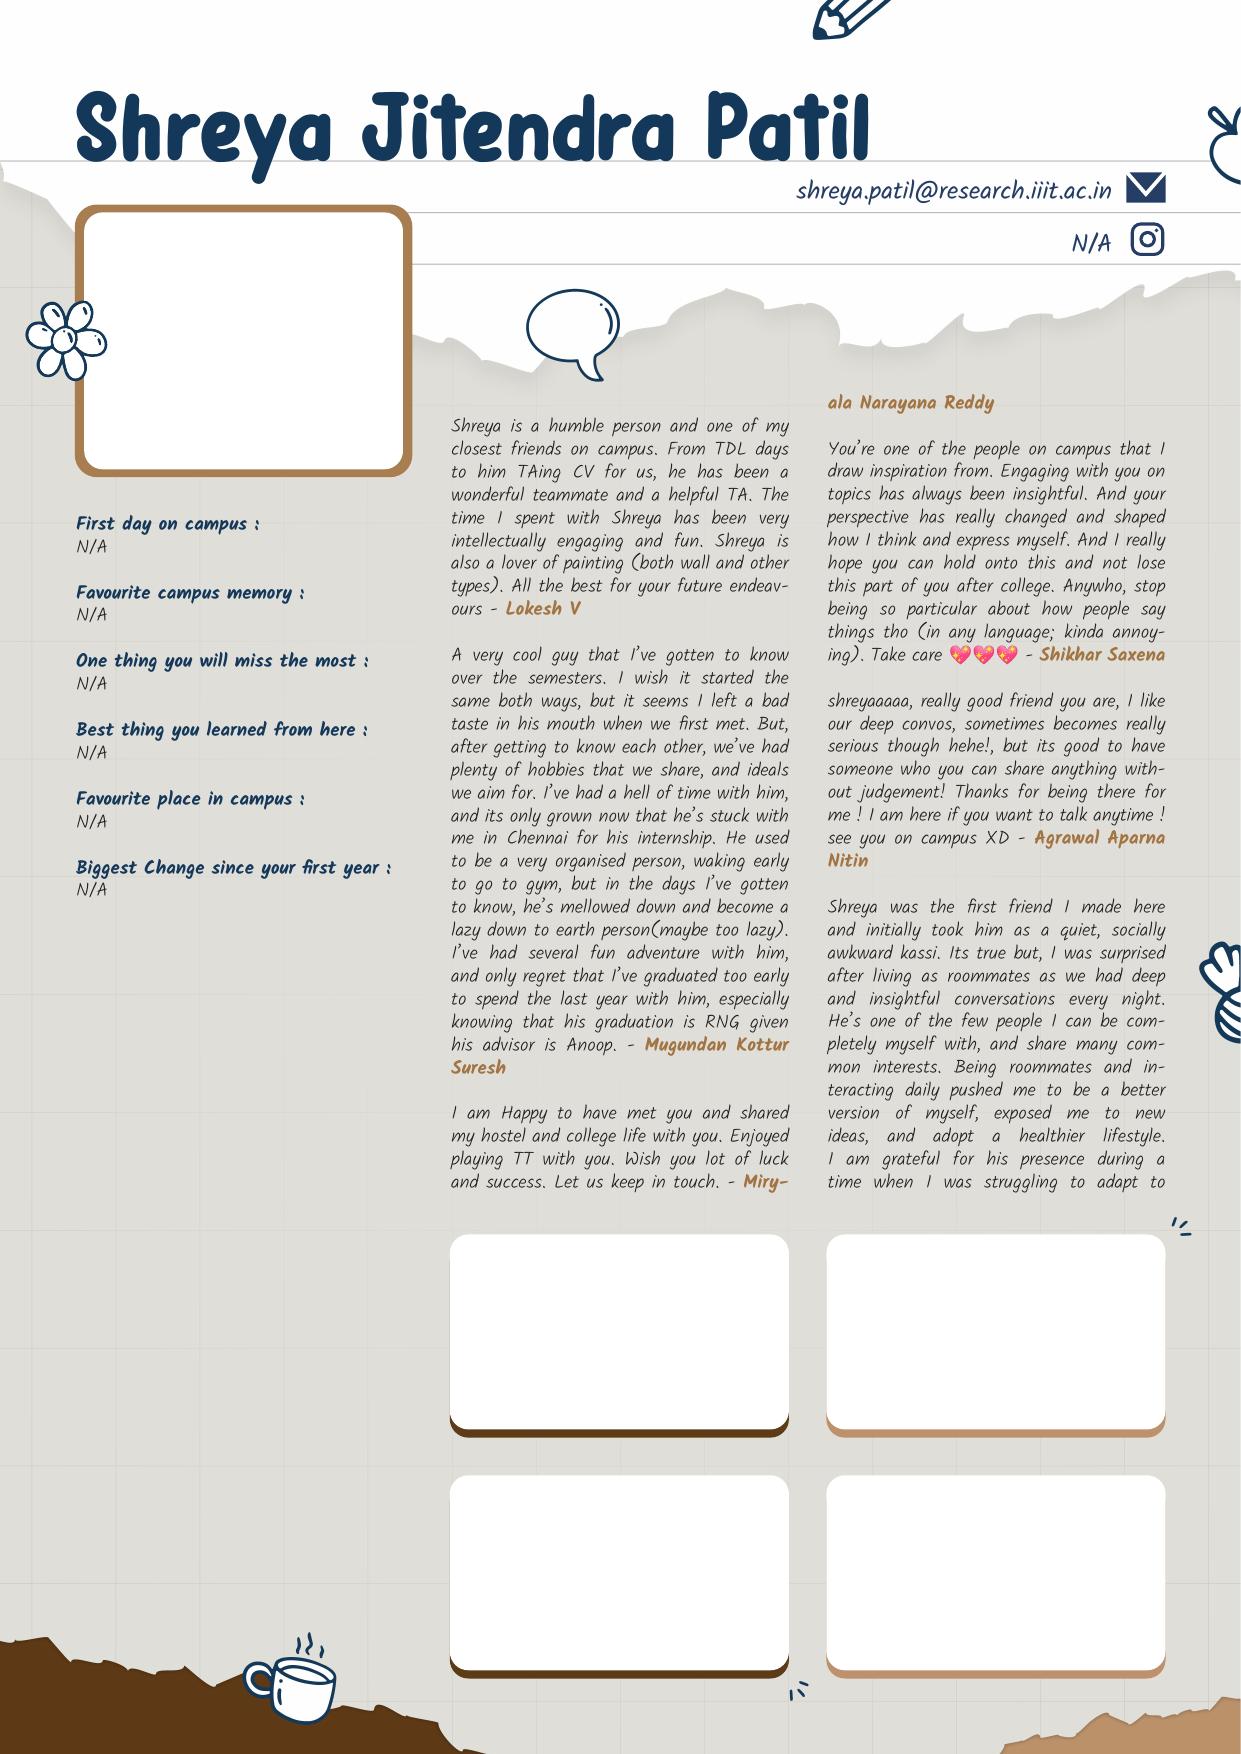 Shreya Jitendra Patil
shreya.patil@research.iiit.ac.in
N/A
First day on campus :
N/A
Favourite campus memory :
N/A
One thing you will miss the most :
N/A
Best thing you learned from here :
N/A
Favourite place in campus :
N/A
Biggest Change since your first year :
N/A
Shreya is a humble person and one of my
closest friends on campus. From TDL days
to him TAing CV for us, he has been a
wonderful teammate and a helpful TA. The
time I spent with Shreya has been very
intellectually engaging and fun. Shreya is
also a lover of painting (both wall and other
types). All the best for your future endeav-
ours - Lokesh V
A very cool guy that I've gotten to know
over the semesters. I wish it started the
same both ways, but it seems I left a bad
taste in his mouth when we first met. But,
after getting to know each other, we've had
plenty of hobbies that we share, and ideals
we aim for. I've had a hell of time with him,
and its only grown now that he's stuck with
me in Chennai for his internship. He used
to be a very organised person, waking early
to go to gym, but in the days I've gotten
to know, he's mellowed down and become a
lazy down to earth person(maybe too lazy).
I've had several fun adventure with him,
and only regret that I've graduated too early
to spend the last year with him, especially
knowing that his graduation is RNG given
his advisor is Anoop. - Mugundan Kottur
Suresh
I am Happy to have met you and shared
my hostel and college life with you. Enjoyed
playing TT with you. Wish you lot of luck
and success. Let us keep in touch. - Miry-
ala Narayana Reddy
You're one of the people on campus that I
draw inspiration from. Engaging with you on
topics has always been insightful. And your
perspective has really changed and shaped
how I think and express myself. And I really
hope you can hold onto this and not lose
this part of you after college. Anywho, stop
being so particular about how people say
things tho (in any language; kinda annoy-
ing). Take care 💖💖💖 - Shikhar Saxena
shreyaaaaa, really good friend you are, I like
our deep convos, sometimes becomes really
serious though hehe!, but its good to have
someone who you can share anything with-
out judgement! Thanks for being there for
me ! I am here if you want to talk anytime !
see you on campus XD - Agrawal Aparna
Nitin
Shreya was the first friend I made here
and initially took him as a quiet, socially
awkward kassi. Its true but, I was surprised
after living as roommates as we had deep
and insightful conversations every night.
He's one of the few people I can be com-
pletely myself with, and share many com-
mon interests. Being roommates and in-
teracting daily pushed me to be a better
version of myself, exposed me to new
ideas, and adopt a healthier lifestyle.
I am grateful for his presence during a
time when I was struggling to adapt to